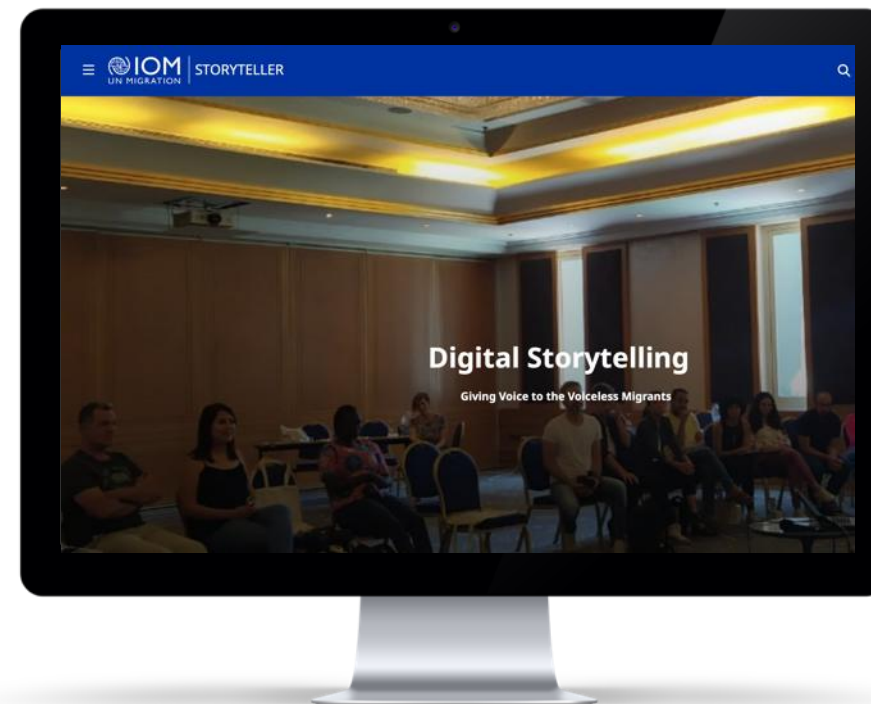 IOM
UN MIGRATION
STORYTELLER
Digital Storytelling
Giving Voice to the Voiceless Migrants